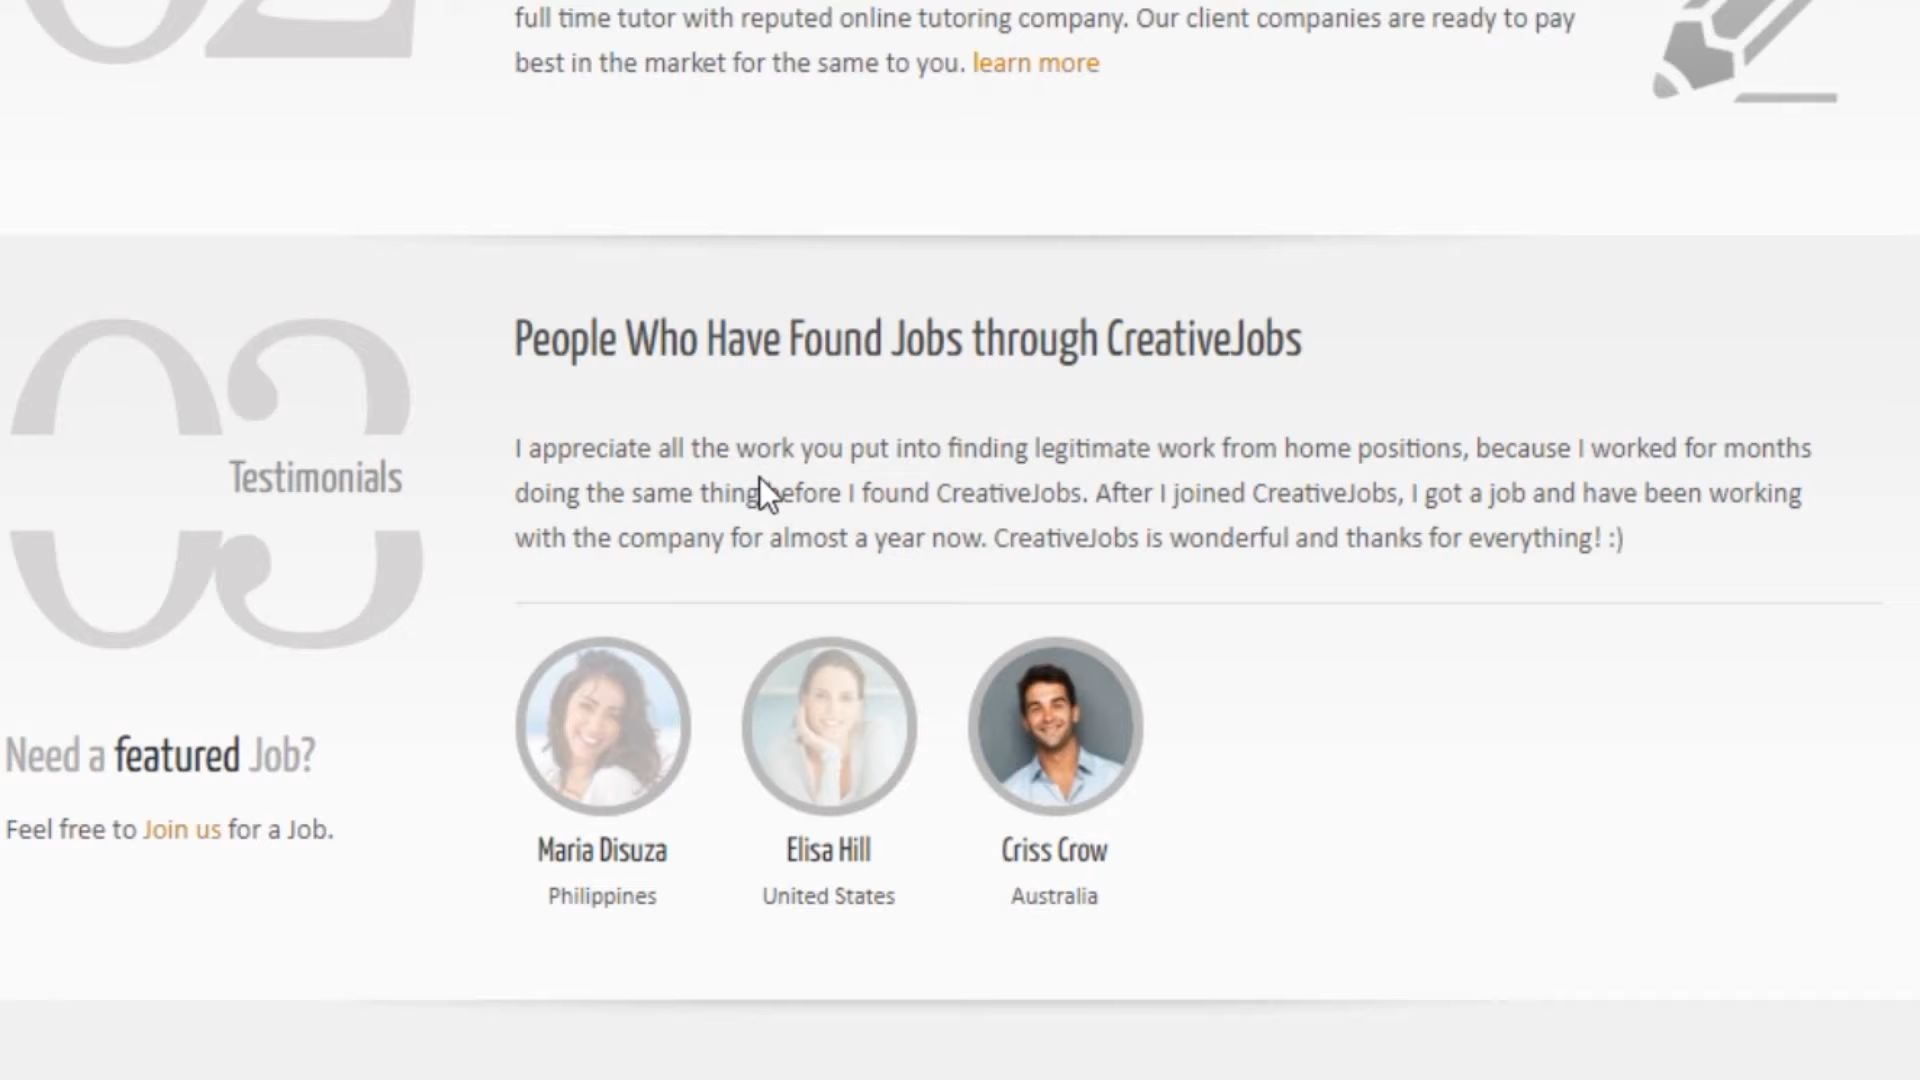 02
full time tutor with reputed online tutoring company. Our client companies are ready to pay
best in the market for the same to you. learn more
03
Testimonials
People Who Have Found Jobs through CreativeJobs
I appreciate all the work you put into finding legitimate work from home positions, because I worked for months
doing the same thing before I found CreativeJobs. After I joined CreativeJobs, I got a job and have been working
with the company for almost a year now. CreativeJobs is wonderful and thanks for everything! :)
Need a featured Job?
Feel free to Join us for a Job.
Maria Disuza
Philippines
Elisa Hill
United States
Criss Crow
Australia